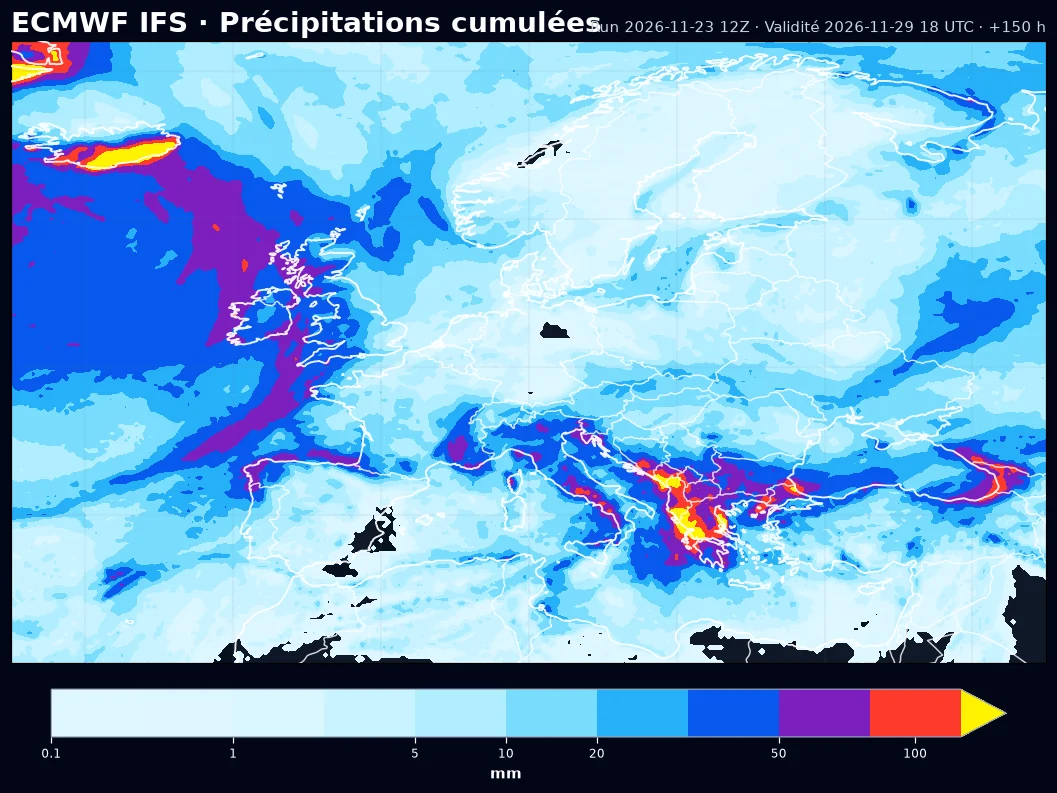 ECMWF IFS · Précipitations cumulées
Run 2026-11-23 12Z · Validité 2026-11-29 18 UTC · +150 h
0.1 1 5 10 20 50 100
mm